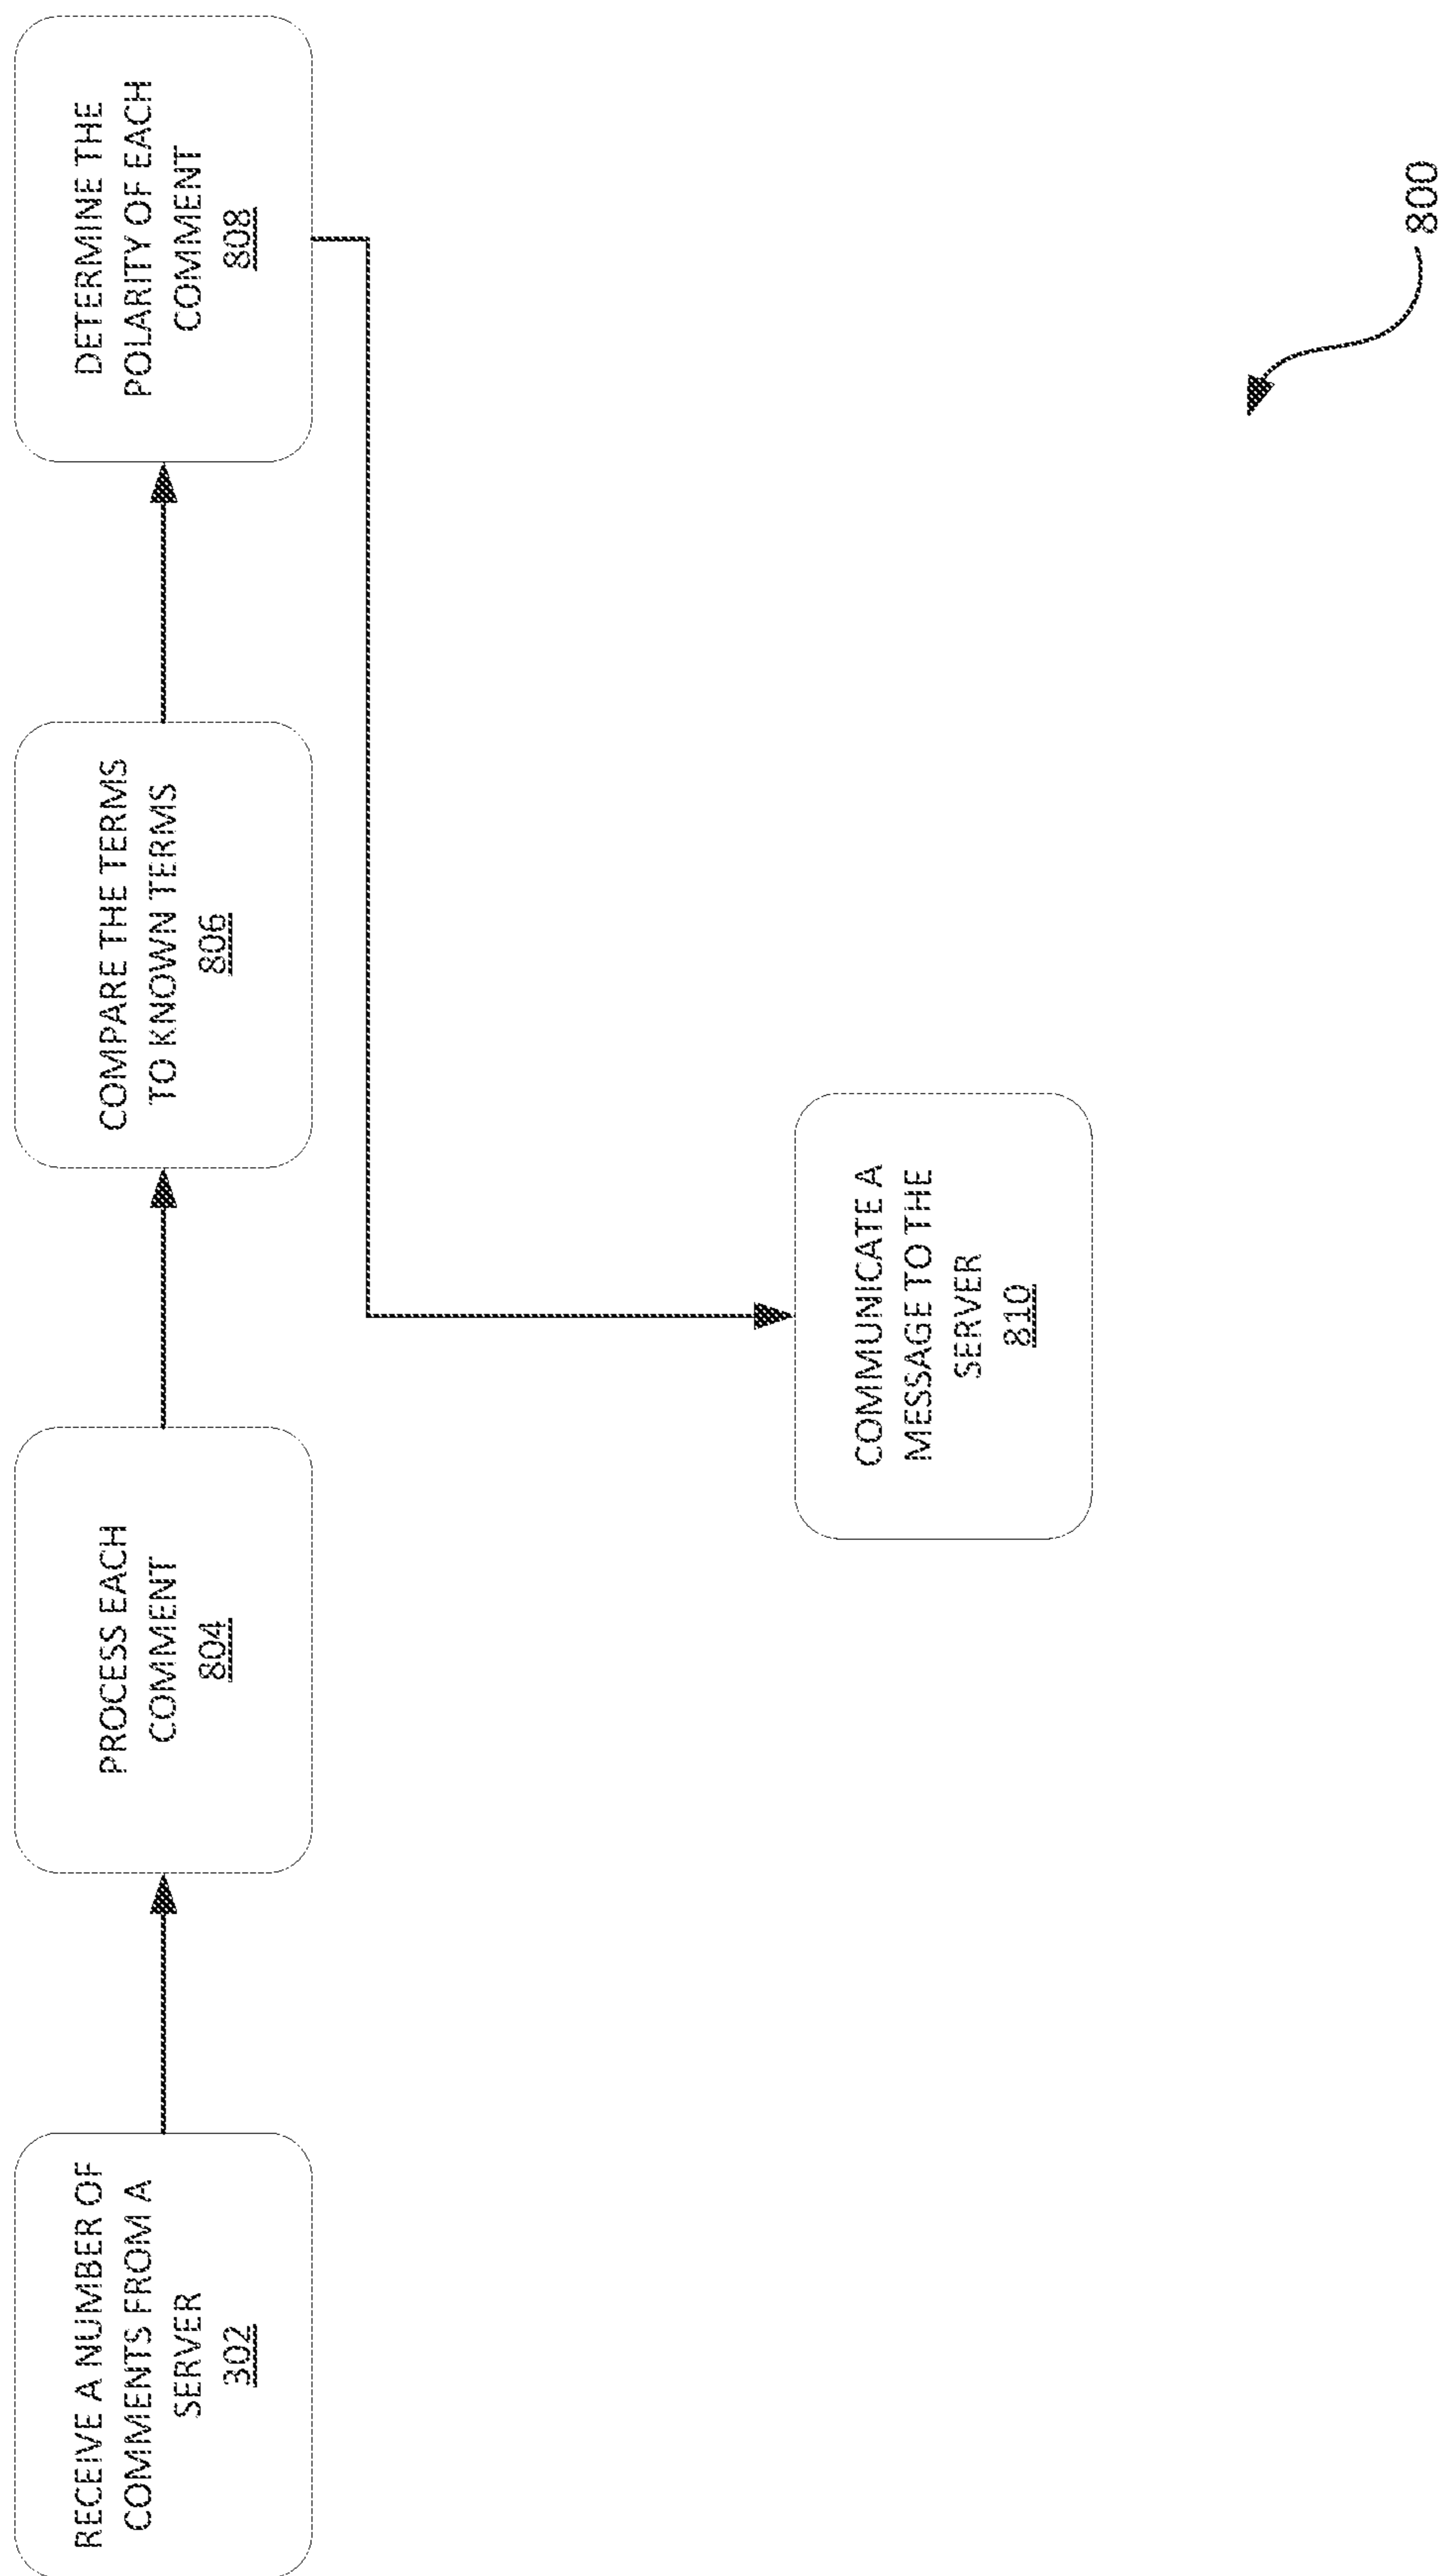 RECEIVE A NUMBER OF
COMMENTS FROM A
SERVER
302
PROCESS EACH
COMMENT
804
COMPARE THE TERMS
TO KNOWN TERMS
806
DETERMINE THE
POLARITY OF EACH
COMMENT
808
COMMUNICATE A
MESSAGE TO THE
SERVER
810
800